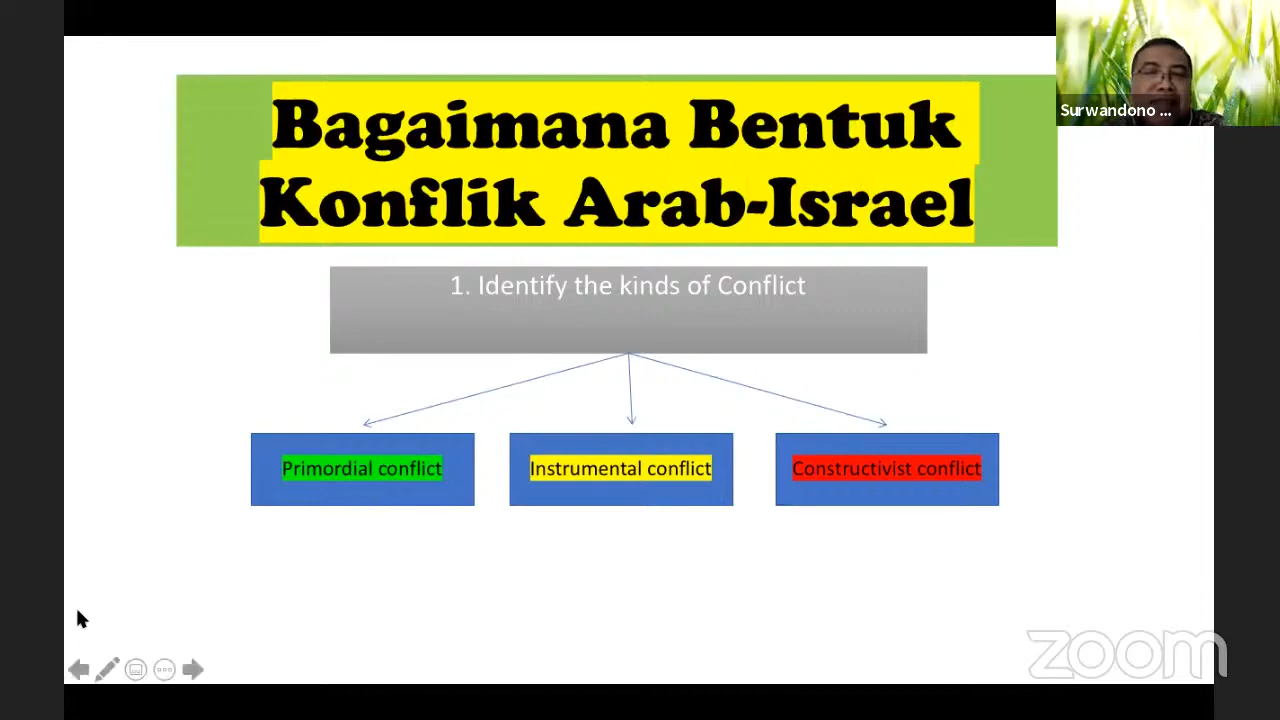 Bagaimana Bentuk
Konflik Arab-Israel
1. Identify the kinds of Conflict
Primordial conflict
Instrumental conflict
Constructivist conflict
Surwandono ...
zoom